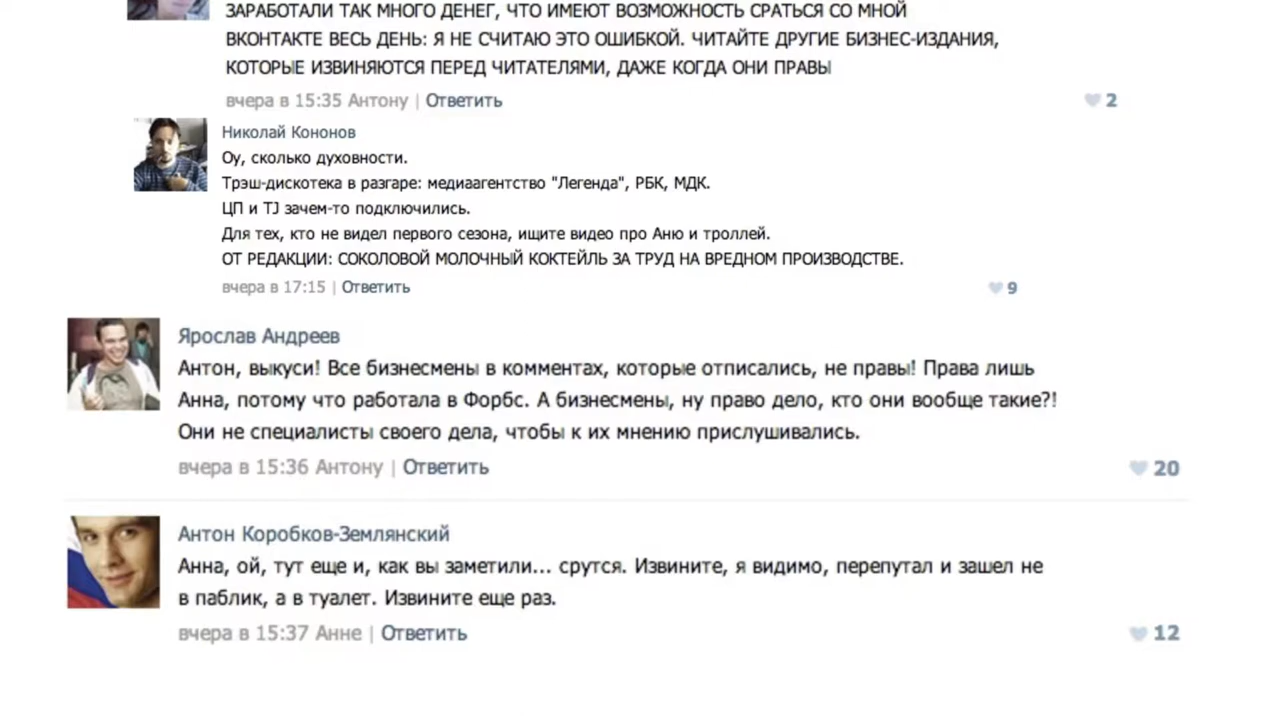 ЗАРАБОТАЛИ ТАК МНОГО ДЕНЕГ, ЧТО ИМЕЮТ ВОЗМОЖНОСТЬ СРАТЬСЯ СО МНОЙ
ВКОНТАКТЕ ВЕСЬ ДЕНЬ: Я НЕ СЧИТАЮ ЭТО ОШИБКОЙ. ЧИТАЙТЕ ДРУГИЕ БИЗНЕС-ИЗДАНИЯ,
КОТОРЫЕ ИЗВИНЯЮТСЯ ПЕРЕД ЧИТАТЕЛЯМИ, ДАЖЕ КОГДА ОНИ ПРАВЫ
вчера в 15:35 Антону | Ответить 2
Николай Кононов
Оу, сколько духовности.
Трэш-дискотека в разгаре: медиаагентство "Легенда", РБК, МДК.
ЦП и TJ зачем-то подключились.
Для тех, кто не видел первого сезона, ищите видео про Аню и троллей.
ОТ РЕДАКЦИИ: СОКОЛОВОЙ МОЛОЧНЫЙ КОКТЕЙЛЬ ЗА ТРУД НА ВРЕДНОМ ПРОИЗВОДСТВЕ.
вчера в 17:15 | Ответить 9
Ярослав Андреев
Антон, выкуси! Все бизнесмены в комментах, которые отписались, не правы! Права лишь
Анна, потому что работала в Форбс. А бизнесмены, ну право дело, кто они вообще такие?!
Они не специалисты своего дела, чтобы к их мнению прислушивались.
вчера в 15:36 Антону | Ответить 20
Антон Коробков-Землянский
Анна, ой, тут еще и, как вы заметили... срутся. Извините, я видимо, перепутал и зашел не
в паблик, а в туалет. Извините еще раз.
вчера в 15:37 Анне | Ответить 12